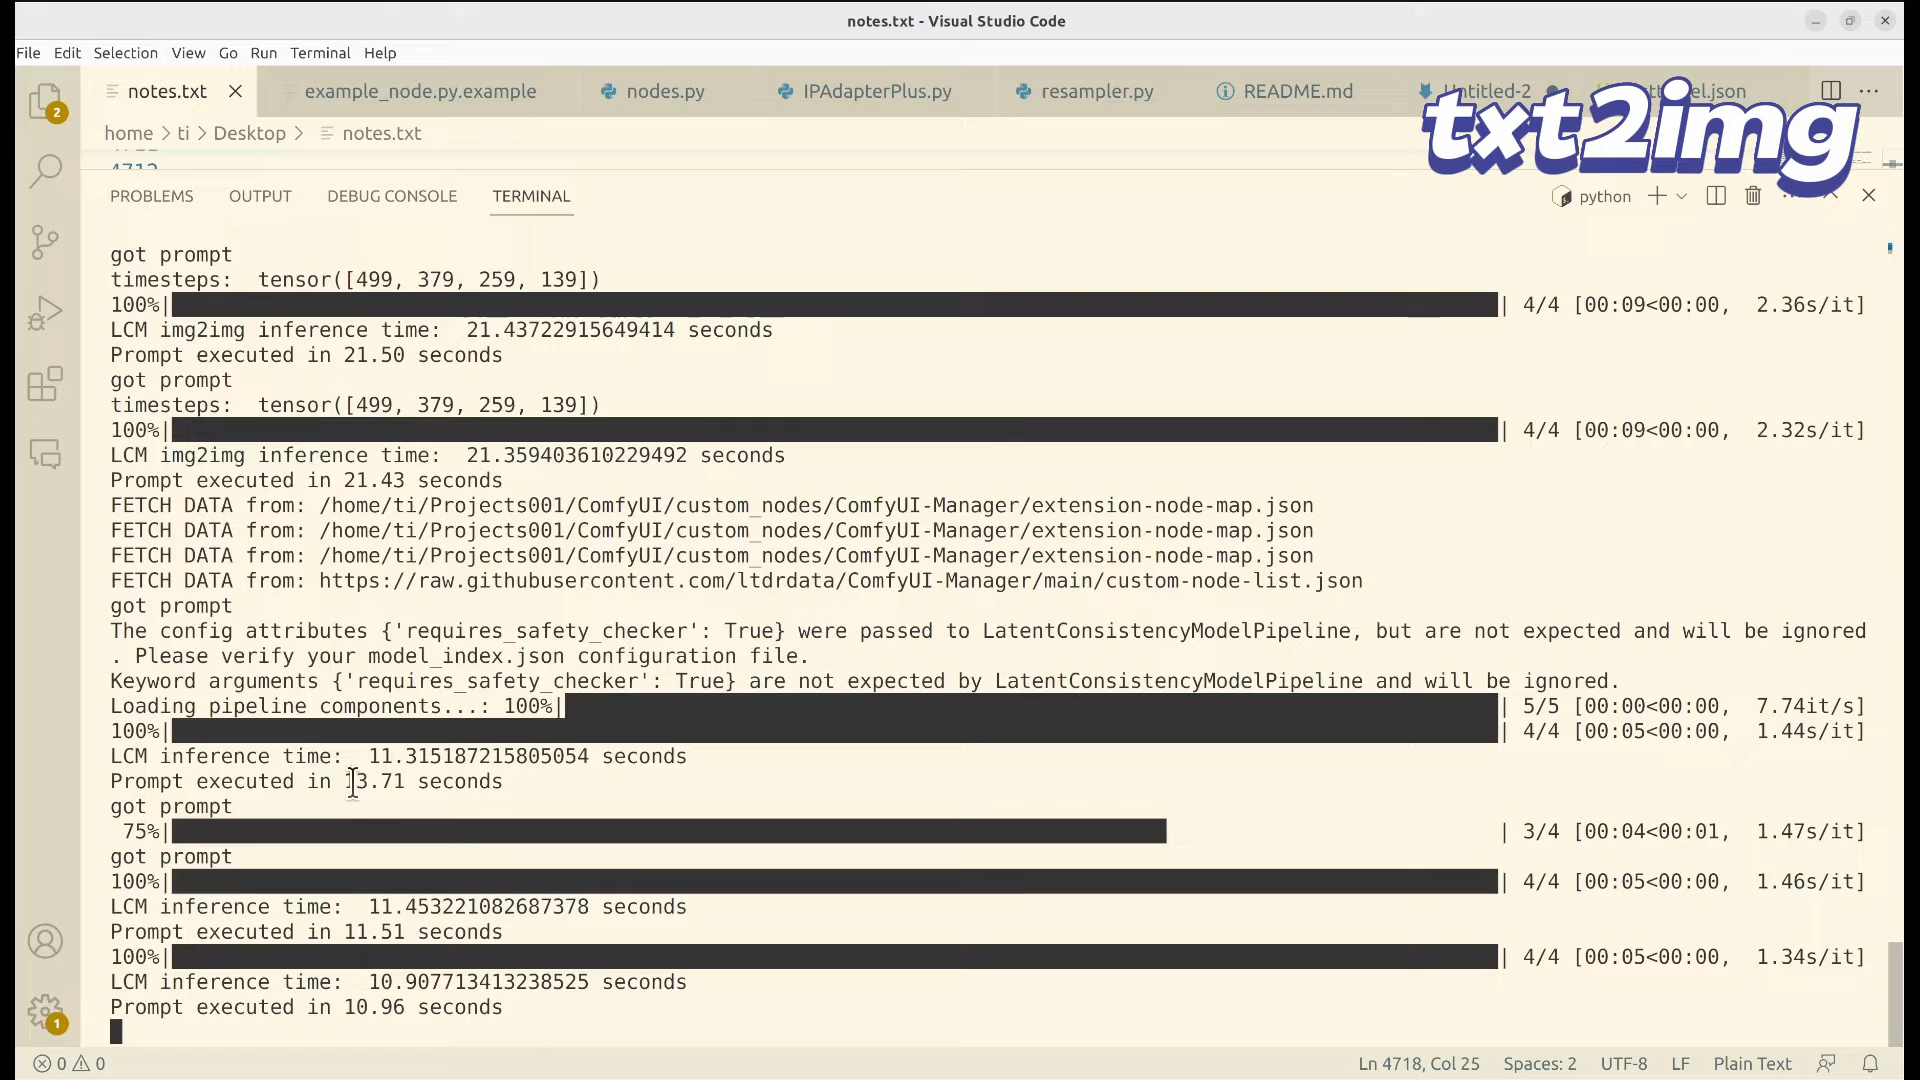 notes.txt - Visual Studio Code
File Edit Selection View Go Run Terminal Help
notes.txt example_node.py.example nodes.py IPAdapterPlus.py resampler.py README.md Untitled-2
txt2img
home > ti > Desktop > notes.txt
4712
PROBLEMS OUTPUT DEBUG CONSOLE TERMINAL
python
got prompt
timesteps: tensor([499, 379, 259, 139])
100%| | 4/4 [00:09<00:00, 2.36s/it]
LCM img2img inference time: 21.43722915649414 seconds
Prompt executed in 21.50 seconds
got prompt
timesteps: tensor([499, 379, 259, 139])
100%| | 4/4 [00:09<00:00, 2.32s/it]
LCM img2img inference time: 21.359403610229492 seconds
Prompt executed in 21.43 seconds
FETCH DATA from: /home/ti/Projects001/ComfyUI/custom_nodes/ComfyUI-Manager/extension-node-map.json
FETCH DATA from: /home/ti/Projects001/ComfyUI/custom_nodes/ComfyUI-Manager/extension-node-map.json
FETCH DATA from: /home/ti/Projects001/ComfyUI/custom_nodes/ComfyUI-Manager/extension-node-map.json
FETCH DATA from: https://raw.githubusercontent.com/ltdrdata/ComfyUI-Manager/main/custom-node-list.json
got prompt
The config attributes {'requires_safety_checker': True} were passed to LatentConsistencyModelPipeline, but are not expected and will be ignored
. Please verify your model_index.json configuration file.
Keyword arguments {'requires_safety_checker': True} are not expected by LatentConsistencyModelPipeline and will be ignored.
Loading pipeline components...: 100%| | 5/5 [00:00<00:00, 7.74it/s]
100%| | 4/4 [00:05<00:00, 1.44s/it]
LCM inference time: 11.315187215805054 seconds
Prompt executed in 13.71 seconds
got prompt
75%| | 3/4 [00:04<00:01, 1.47s/it]
got prompt
100%| | 4/4 [00:05<00:00, 1.46s/it]
LCM inference time: 11.453221082687378 seconds
Prompt executed in 11.51 seconds
100%| | 4/4 [00:05<00:00, 1.34s/it]
LCM inference time: 10.907713413238525 seconds
Prompt executed in 10.96 seconds
2
1
0 0 Ln 4718, Col 25 Spaces: 2 UTF-8 LF Plain Text